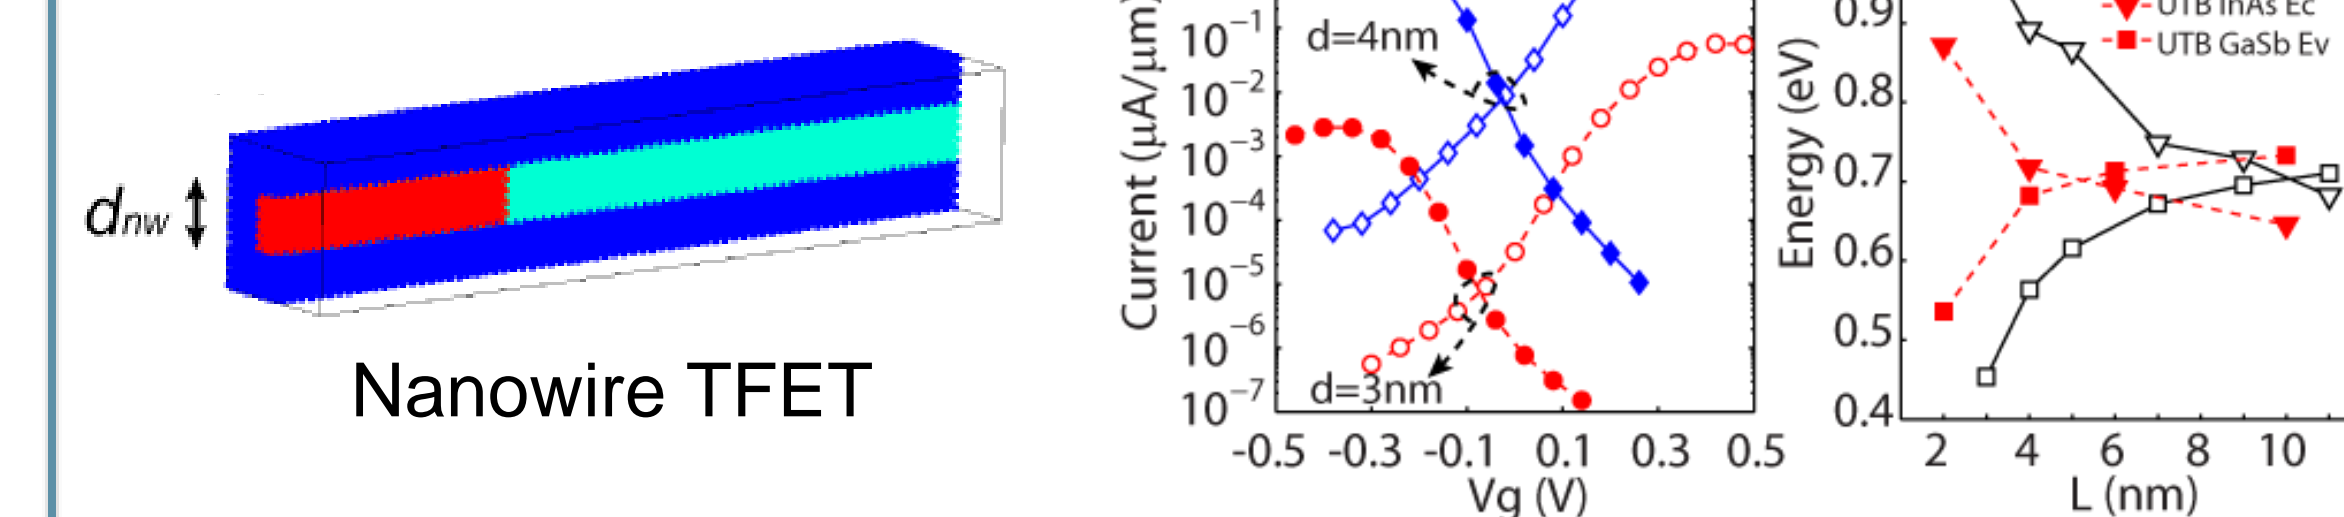 dnw
Nanowire TFET
Current (μA/μm)
10⁻¹
10⁻²
10⁻³
10⁻⁴
10⁻⁵
10⁻⁶
10⁻⁷
d=4nm
d=3nm
-0.5 -0.3 -0.1 0.1 0.3 0.5
Vg (V)
Energy (eV)
0.9
0.8
0.7
0.6
0.5
0.4
UTB InAs Ec
UTB GaSb Ev
2 4 6 8 10
L (nm)